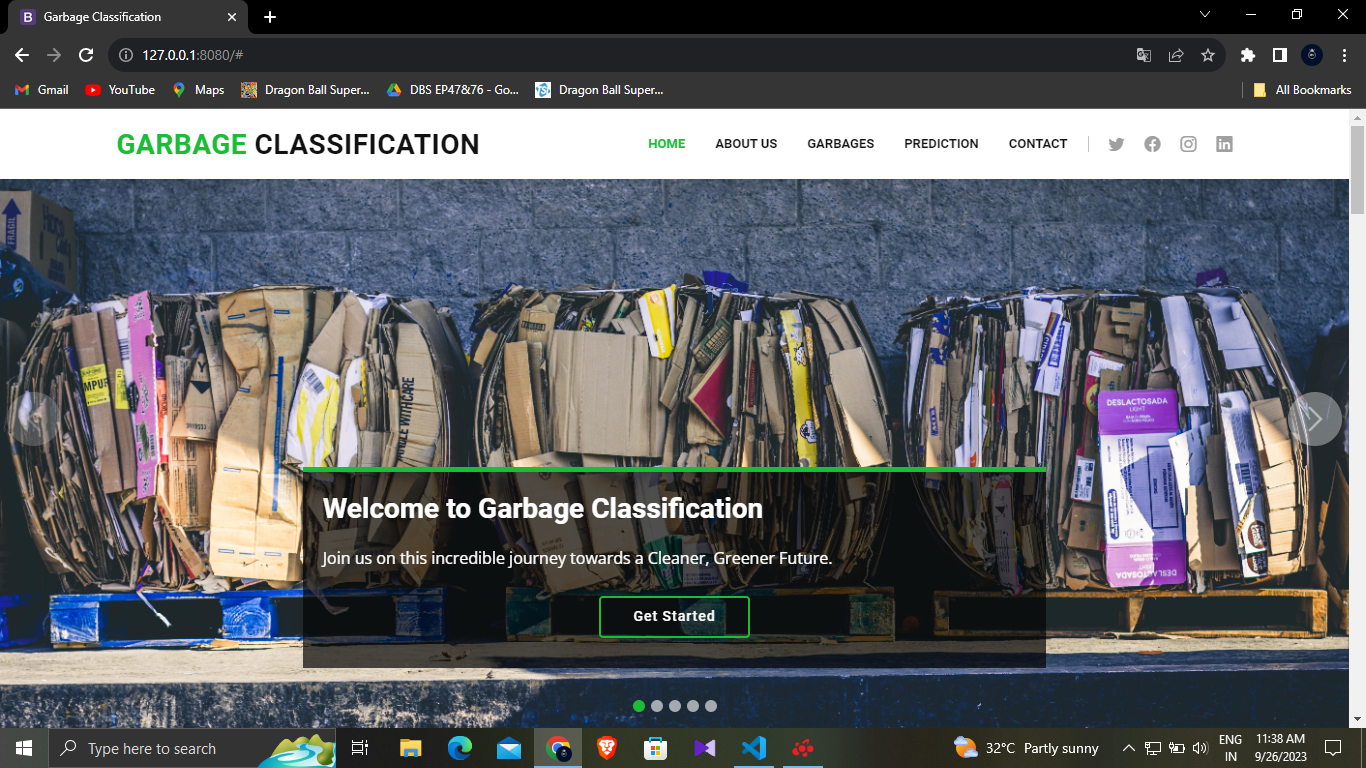 Garbage Classification
127.0.0.1:8080/#
Gmail
YouTube
Maps
Dragon Ball Super...
DBS EP47&76 - Go...
Dragon Ball Super...
All Bookmarks
GARBAGE CLASSIFICATION
HOME
ABOUT US
GARBAGES
PREDICTION
CONTACT
FRAGIL
DESLACTOSADA
LIGHT
DESLACTOSADA
Welcome to Garbage Classification
Join us on this incredible journey towards a Cleaner, Greener Future.
Get Started
Type here to search
32°C Partly sunny
ENG
IN
11:38 AM
9/26/2023